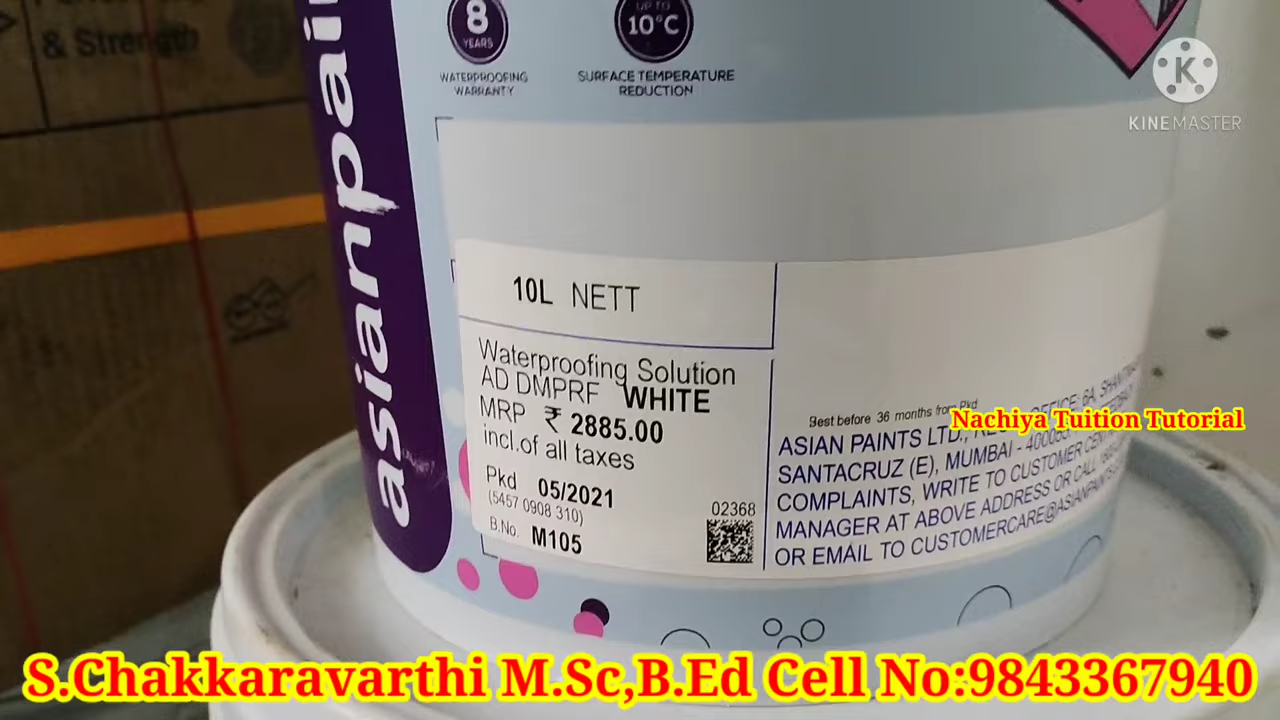 & Strength
asianpai
8
YEARS
WATERPROOFING
WARRANTY
UP TO
10°C
SURFACE TEMPERATURE
REDUCTION
K
KINEMASTER
10L NETT
Waterproofing Solution
AD DMPRF WHITE
MRP ₹ 2885.00
incl.of all taxes
Pkd 05/2021
(5457 0908 310)
B.No. M105
02368
Best before 36 months from Pkd
Nachiya Tuition Tutorial
ASIAN PAINTS LTD., OFFICE: 6A,
SANTACRUZ (E), MUMBAI -
COMPLAINTS, WRITE TO CUSTOMER
MANAGER AT ABOVE ADDRESS OR CALL
OR EMAIL TO CUSTOMERCARE@ASIANPAINTS
S.Chakkaravarthi M.Sc,B.Ed Cell No:9843367940